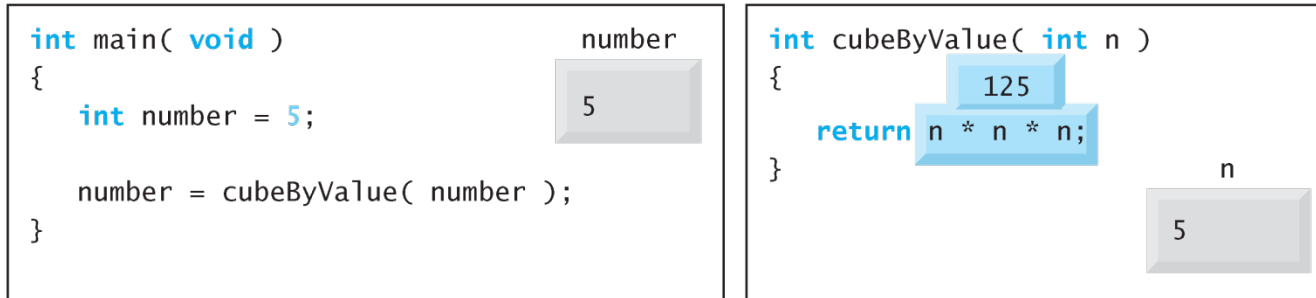 int main( void )
{
int number = 5;
number = cubeByValue( number );
}
number
5
int cubeByValue( int n )
{
125
return n * n * n;
}
n
5